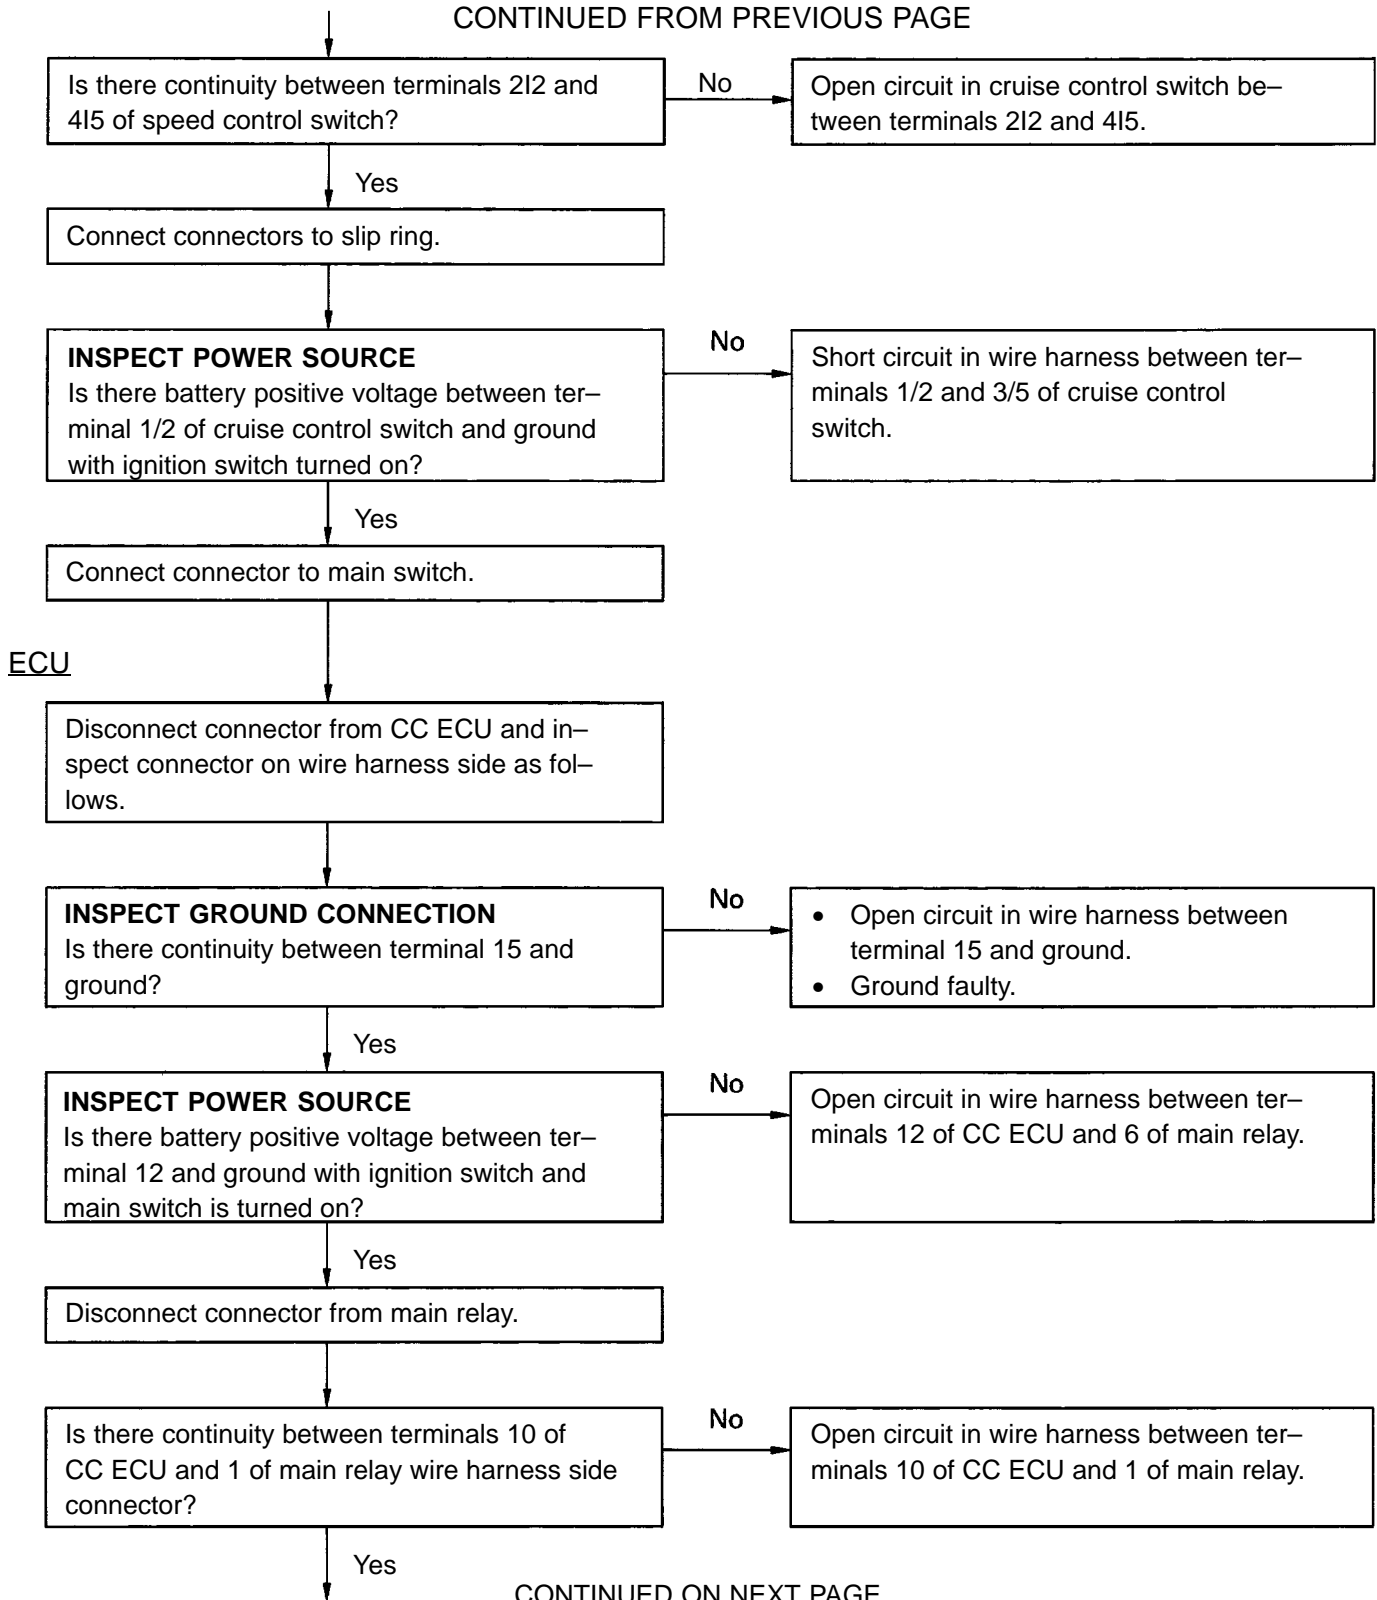 CONTINUED FROM PREVIOUS PAGE
Is there continuity between terminals 2I2 and
4I5 of speed control switch?
No
Open circuit in cruise control switch be–
tween terminals 2I2 and 4I5.
Yes
Connect connectors to slip ring.
INSPECT POWER SOURCE
Is there battery positive voltage between ter–
minal 1/2 of cruise control switch and ground
with ignition switch turned on?
No
Short circuit in wire harness between ter–
minals 1/2 and 3/5 of cruise control
switch.
Yes
Connect connector to main switch.
ECU
Disconnect connector from CC ECU and in–
spect connector on wire harness side as fol–
lows.
INSPECT GROUND CONNECTION
Is there continuity between terminal 15 and
ground?
No
• Open circuit in wire harness between
terminal 15 and ground.
• Ground faulty.
Yes
INSPECT POWER SOURCE
Is there battery positive voltage between ter–
minal 12 and ground with ignition switch and
main switch is turned on?
No
Open circuit in wire harness between ter–
minals 12 of CC ECU and 6 of main relay.
Yes
Disconnect connector from main relay.
Is there continuity between terminals 10 of
CC ECU and 1 of main relay wire harness side
connector?
No
Open circuit in wire harness between ter–
minals 10 of CC ECU and 1 of main relay.
Yes
CONTINUED ON NEXT PAGE